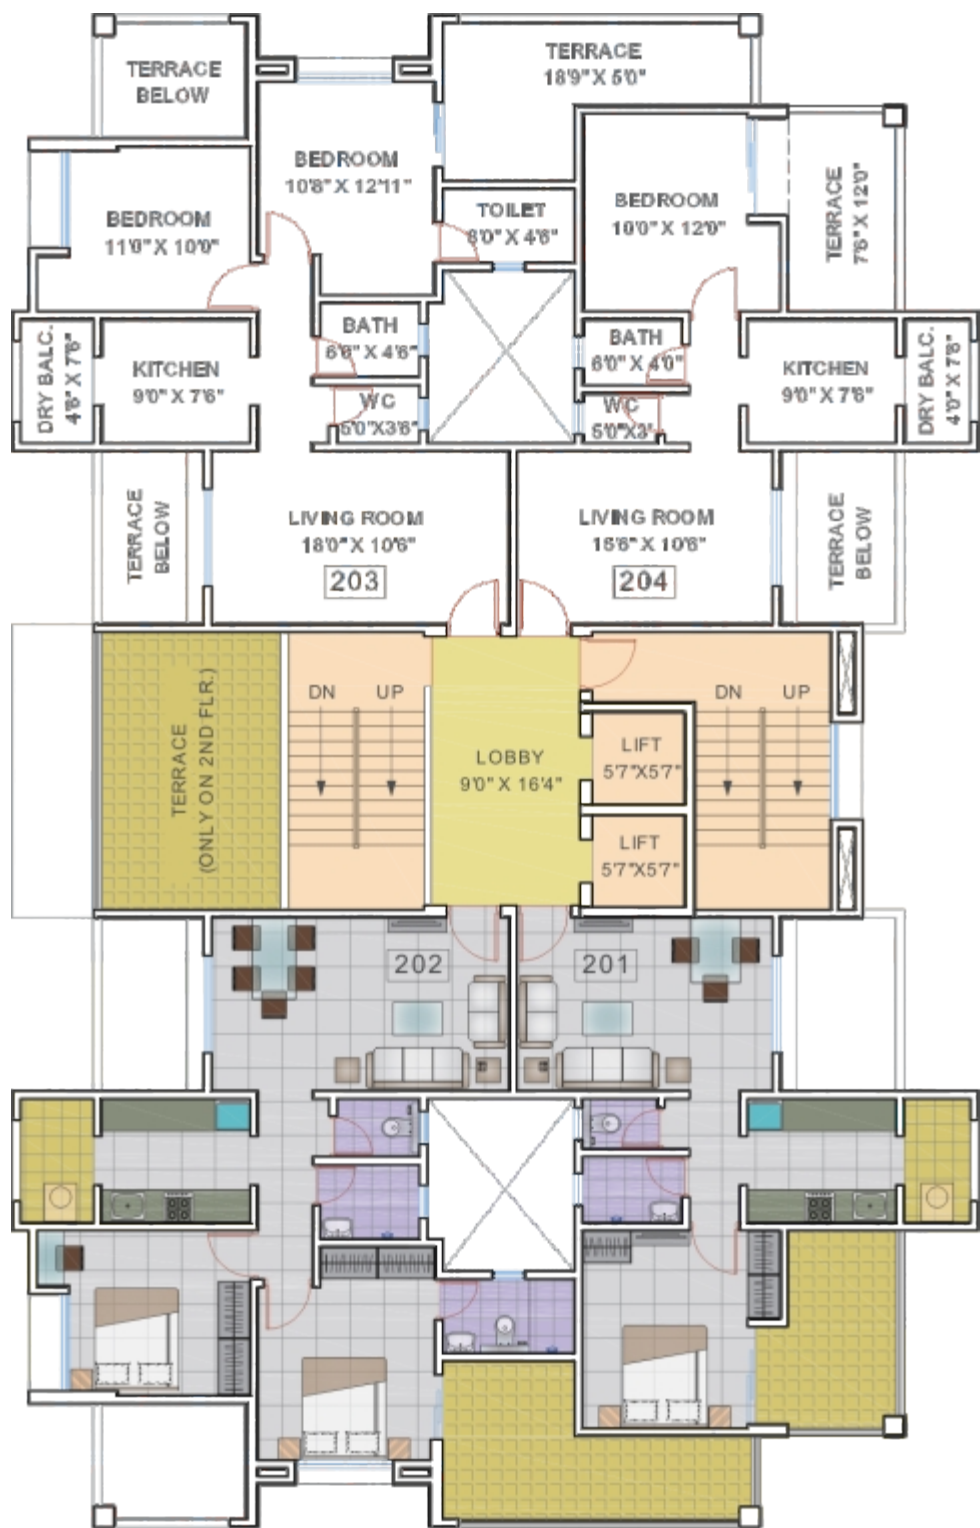 TERRACE
BELOW
TERRACE
18'9" X 5'0"
BEDROOM
10'8" X 12'11"
BEDROOM
11'0" X 10'0"
TOILET
8'0" X 4'6"
BEDROOM
10'0" X 12'0"
TERRACE
7'6" X 12'0"
DRY BALC.
4'6" X 7'6"
KITCHEN
9'0" X 7'6"
BATH
6'6" X 4'6"
WC
5'0"X3'6"
BATH
6'0" X 4'0"
WC
5'0"X3'
KITCHEN
9'0" X 7'6"
DRY BALC.
4'0" X 7'6"
TERRACE
BELOW
LIVING ROOM
18'0" X 10'6"
203
LIVING ROOM
15'6" X 10'6"
204
TERRACE
BELOW
TERRACE
(ONLY ON 2ND FLR.)
DN UP
LOBBY
9'0" X 16'4"
LIFT
5'7"X5'7"
LIFT
5'7"X5'7"
DN UP
202
201